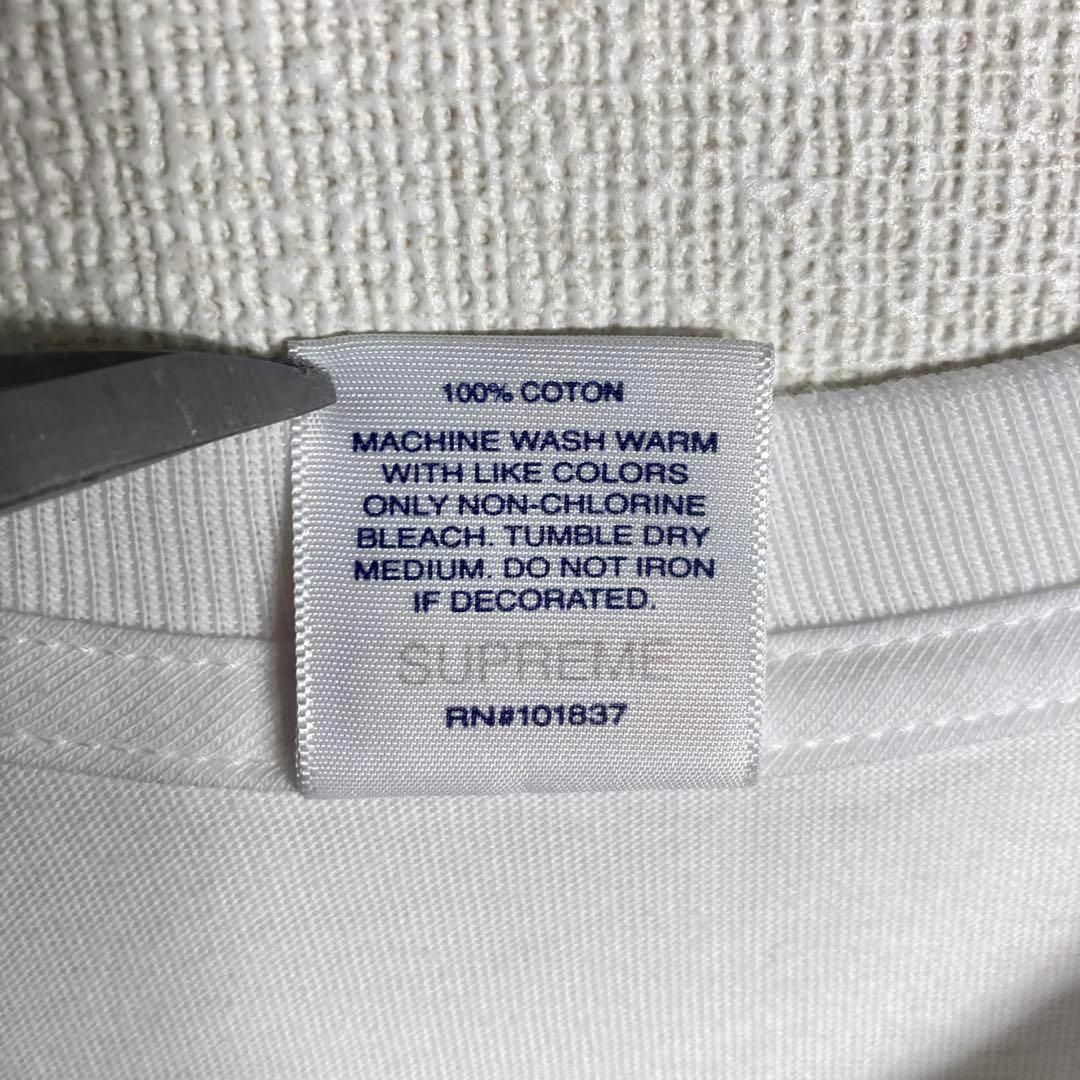 100% COTON
MACHINE WASH WARM
WITH LIKE COLORS
ONLY NON-CHLORINE
BLEACH. TUMBLE DRY
MEDIUM. DO NOT IRON
IF DECORATED.
SUPREME
RN#101837